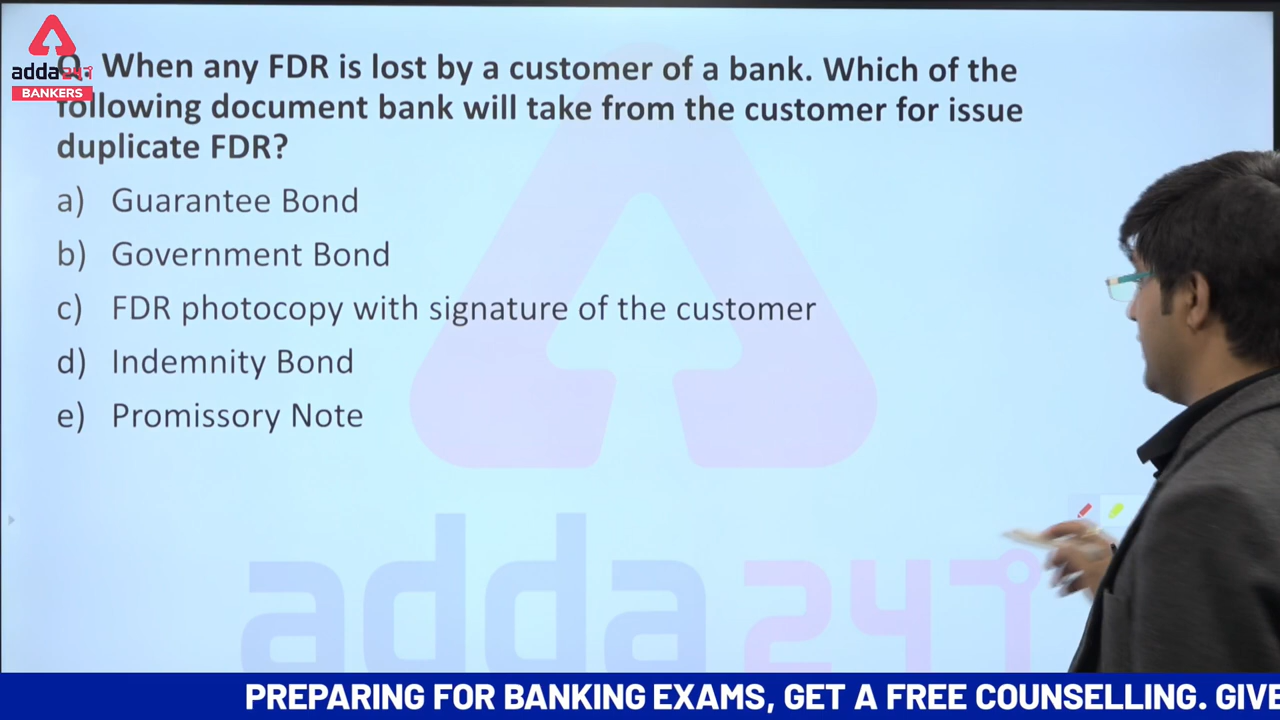 adda247
BANKERS
Q. When any FDR is lost by a customer of a bank. Which of the
following document bank will take from the customer for issue
duplicate FDR?
a) Guarantee Bond
b) Government Bond
c) FDR photocopy with signature of the customer
d) Indemnity Bond
e) Promissory Note
adda247
PREPARING FOR BANKING EXAMS, GET A FREE COUNSELLING. GIVE